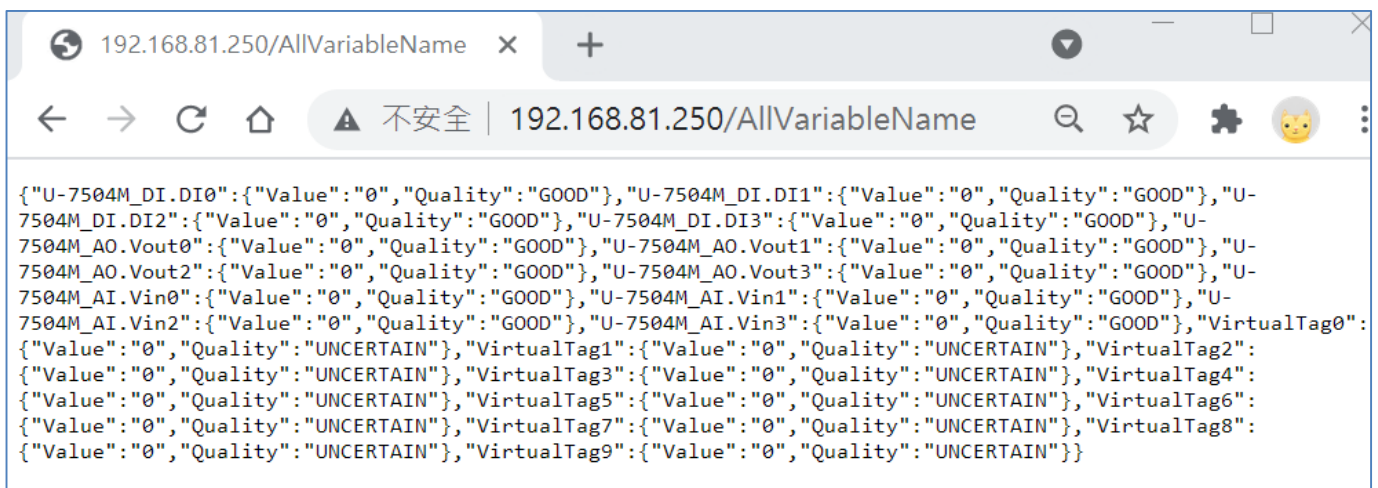 192.168.81.250/AllVariableName
不安全 | 192.168.81.250/AllVariableName
{"U-7504M_DI.DI0":{"Value":"0","Quality":"GOOD"},"U-7504M_DI.DI1":{"Value":"0","Quality":"GOOD"},"U-
7504M_DI.DI2":{"Value":"0","Quality":"GOOD"},"U-7504M_DI.DI3":{"Value":"0","Quality":"GOOD"},"U-
7504M_AO.Vout0":{"Value":"0","Quality":"GOOD"},"U-7504M_AO.Vout1":{"Value":"0","Quality":"GOOD"},"U-
7504M_AO.Vout2":{"Value":"0","Quality":"GOOD"},"U-7504M_AO.Vout3":{"Value":"0","Quality":"GOOD"},"U-
7504M_AI.Vin0":{"Value":"0","Quality":"GOOD"},"U-7504M_AI.Vin1":{"Value":"0","Quality":"GOOD"},"U-
7504M_AI.Vin2":{"Value":"0","Quality":"GOOD"},"U-7504M_AI.Vin3":{"Value":"0","Quality":"GOOD"},"VirtualTag0":
{"Value":"0","Quality":"UNCERTAIN"},"VirtualTag1":{"Value":"0","Quality":"UNCERTAIN"},"VirtualTag2":
{"Value":"0","Quality":"UNCERTAIN"},"VirtualTag3":{"Value":"0","Quality":"UNCERTAIN"},"VirtualTag4":
{"Value":"0","Quality":"UNCERTAIN"},"VirtualTag5":{"Value":"0","Quality":"UNCERTAIN"},"VirtualTag6":
{"Value":"0","Quality":"UNCERTAIN"},"VirtualTag7":{"Value":"0","Quality":"UNCERTAIN"},"VirtualTag8":
{"Value":"0","Quality":"UNCERTAIN"},"VirtualTag9":{"Value":"0","Quality":"UNCERTAIN"}}